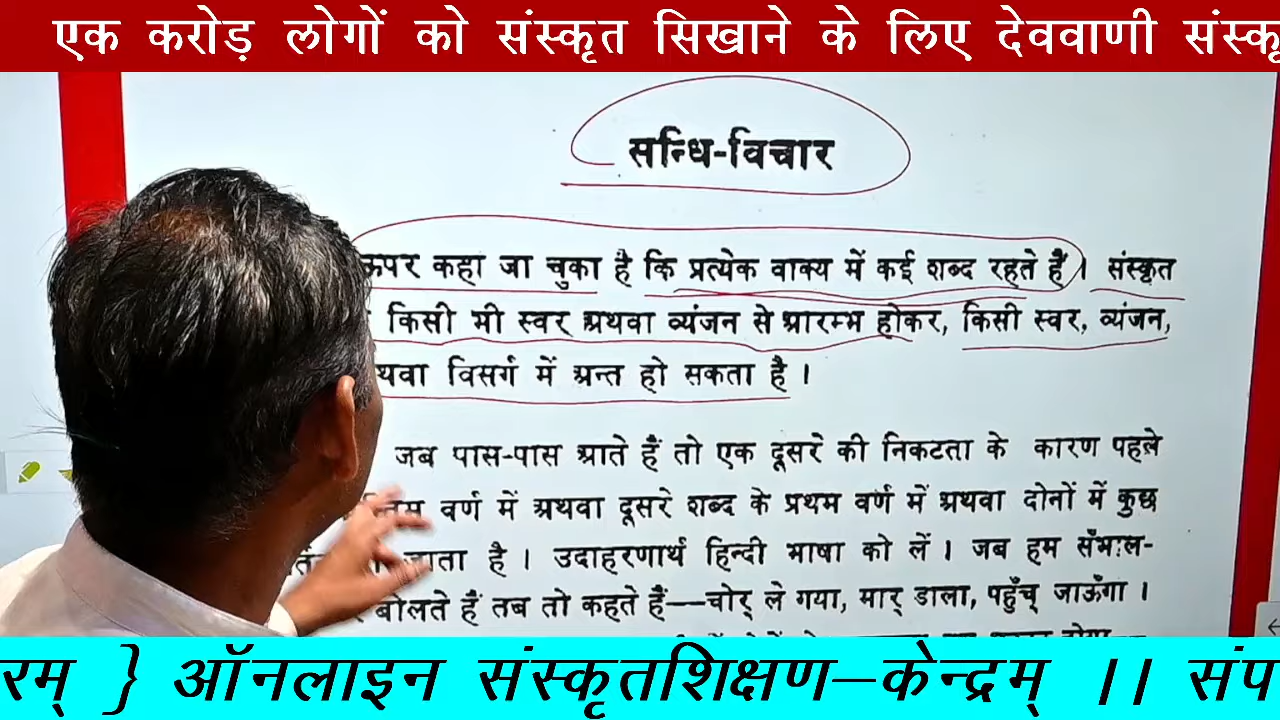 एक करोड़ लोगों को संस्कृत सिखाने के लिए देववाणी संस्कृ
सन्धि-विचार
ऊपर कहा जा चुका है कि प्रत्येक वाक्य में कई शब्द रहते हैं । संस्कृत
किसी भी स्वर अथवा व्यंजन से प्रारम्भ होकर, किसी स्वर, व्यंजन,
थवा विसर्ग में अन्त हो सकता है ।
जब पास-पास आते हैं तो एक दूसरे की निकटता के कारण पहले
वर्ण में अथवा दूसरे शब्द के प्रथम वर्ण में अथवा दोनों में कुछ
जाता है । उदाहरणार्थ हिन्दी भाषा को लें । जब हम सँभाल-
बोलते हैं तब तो कहते हैं—चोर् ले गया, मार् डाला, पहुँच् जाऊँगा ।
रम् } ऑनलाइन संस्कृतशिक्षण–केन्द्रम् ।। संप